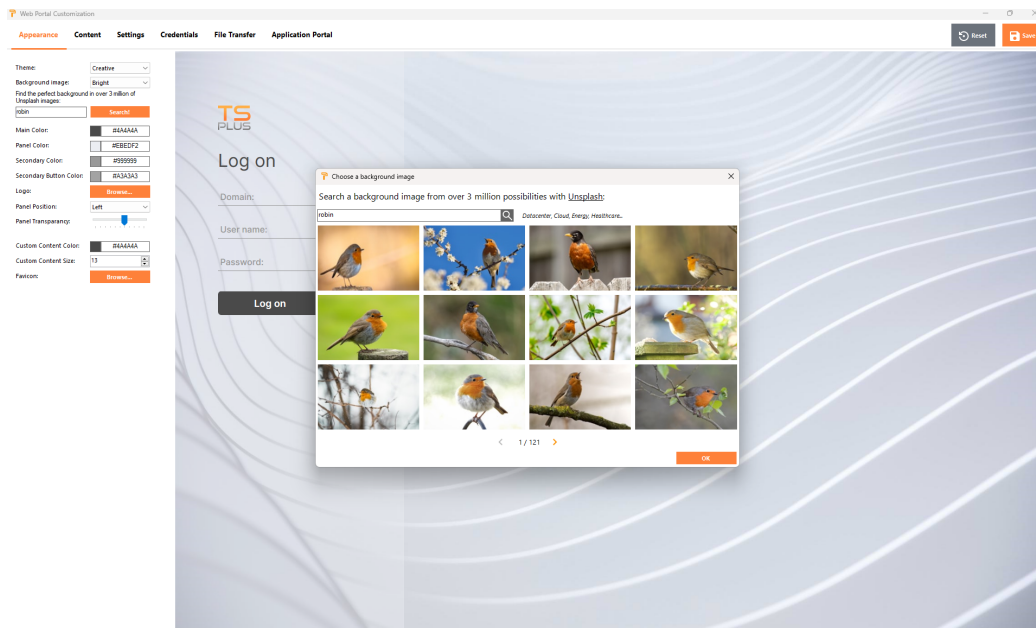 Web Portal Customization
Appearance Content Settings Credentials File Transfer Application Portal Reset Save
Theme: Creative
Background image: Bright
Find the perfect background in over 3 million of
Unsplash images:
robin Search!
Main Color: #4A4A4A
Panel Color: #EBEDF2
Secondary Color: #999999
Secondary Button Color: #A3A3A3
Logo: Browse...
Panel Position: Left
Panel Transparancy:
Custom Content Color: #4A4A4A
Custom Content Size: 13
Favicon: Browse...
TS
PLUS
Log on
Domain:
User name:
Password:
Log on
Choose a background image
Search a background image from over 3 million possibilities with Unsplash:
robin Datacenter, Cloud, Energy, Healthcare...
1 / 121
OK